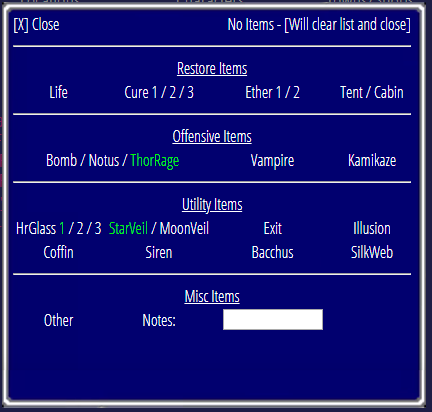 [X] Close No Items - [Will clear list and close]
Restore Items
Life Cure 1 / 2 / 3 Ether 1 / 2 Tent / Cabin
Offensive Items
Bomb / Notus / ThorRage Vampire Kamikaze
Utility Items
HrGlass 1 / 2 / 3 StarVeil / MoonVeil Exit Illusion
Coffin Siren Bacchus SilkWeb
Misc Items
Other Notes: